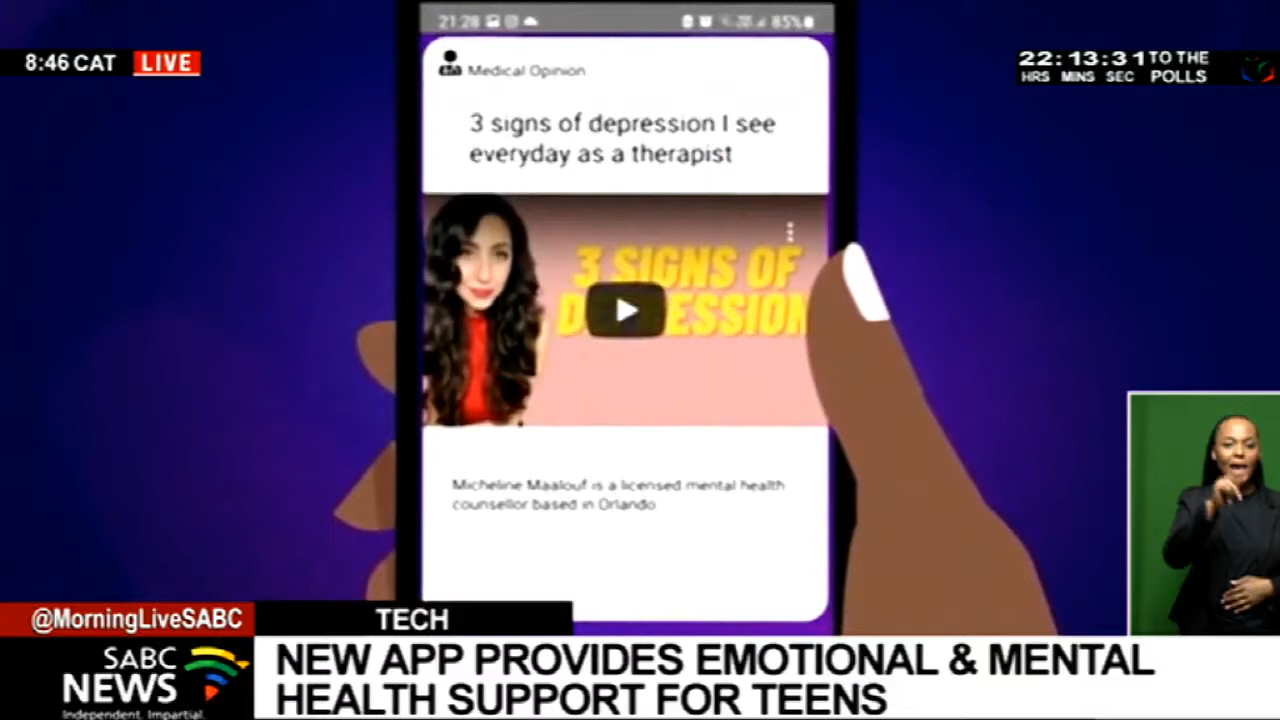 21:28
85%
8:46 CAT LIVE
22:13:31 TO THE
HRS MINS SEC POLLS
Medical Opinion
3 signs of depression I see
everyday as a therapist
3 SIGNS OF
Micheline Maalouf is a licensed mental health
counsellor based in Orlando
@MorningLiveSABC TECH
SABC
NEWS
Independent. Impartial.
NEW APP PROVIDES EMOTIONAL & MENTAL
HEALTH SUPPORT FOR TEENS